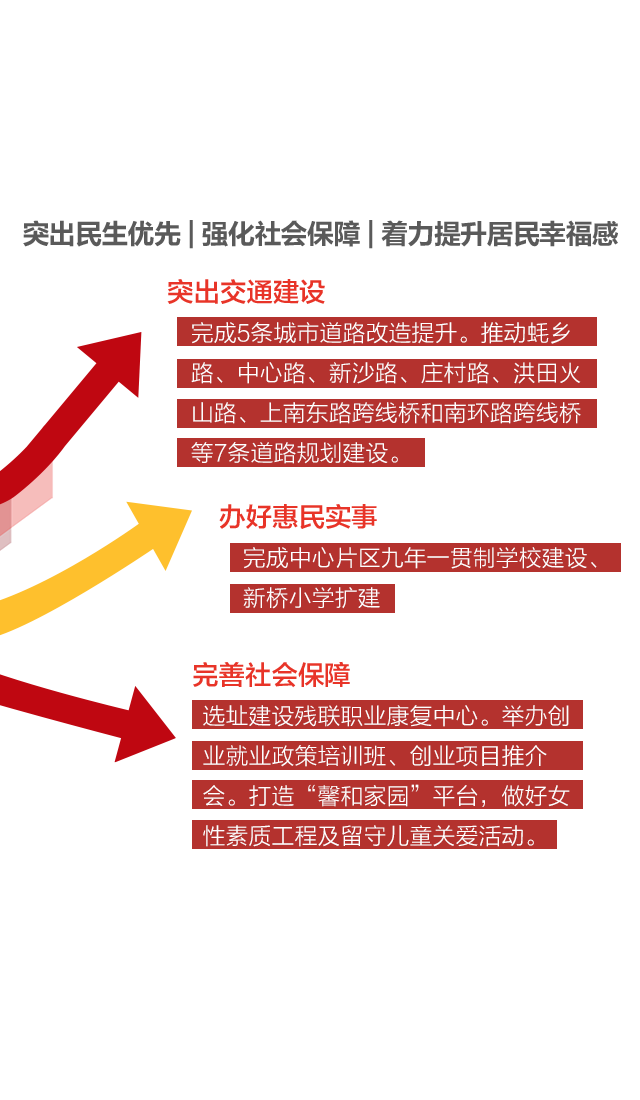 突出民生优先|强化社会保障|着力提升居民幸福感
突出交通建设
完成5条城市道路改造提升。推动蚝乡
路、中心路、新沙路、庄村路、洪田火
山路、上南东路跨线桥和南环路跨线桥
等7条道路规划建设。
办好惠民实事
完成中心片区九年一贯制学校建设、
新桥小学扩建
完善社会保障
选址建设残联职业康复中心。举办创
业就业政策培训班、创业项目推介
会。打造“馨和家园”平台，做好女
性素质工程及留守儿童关爱活动。